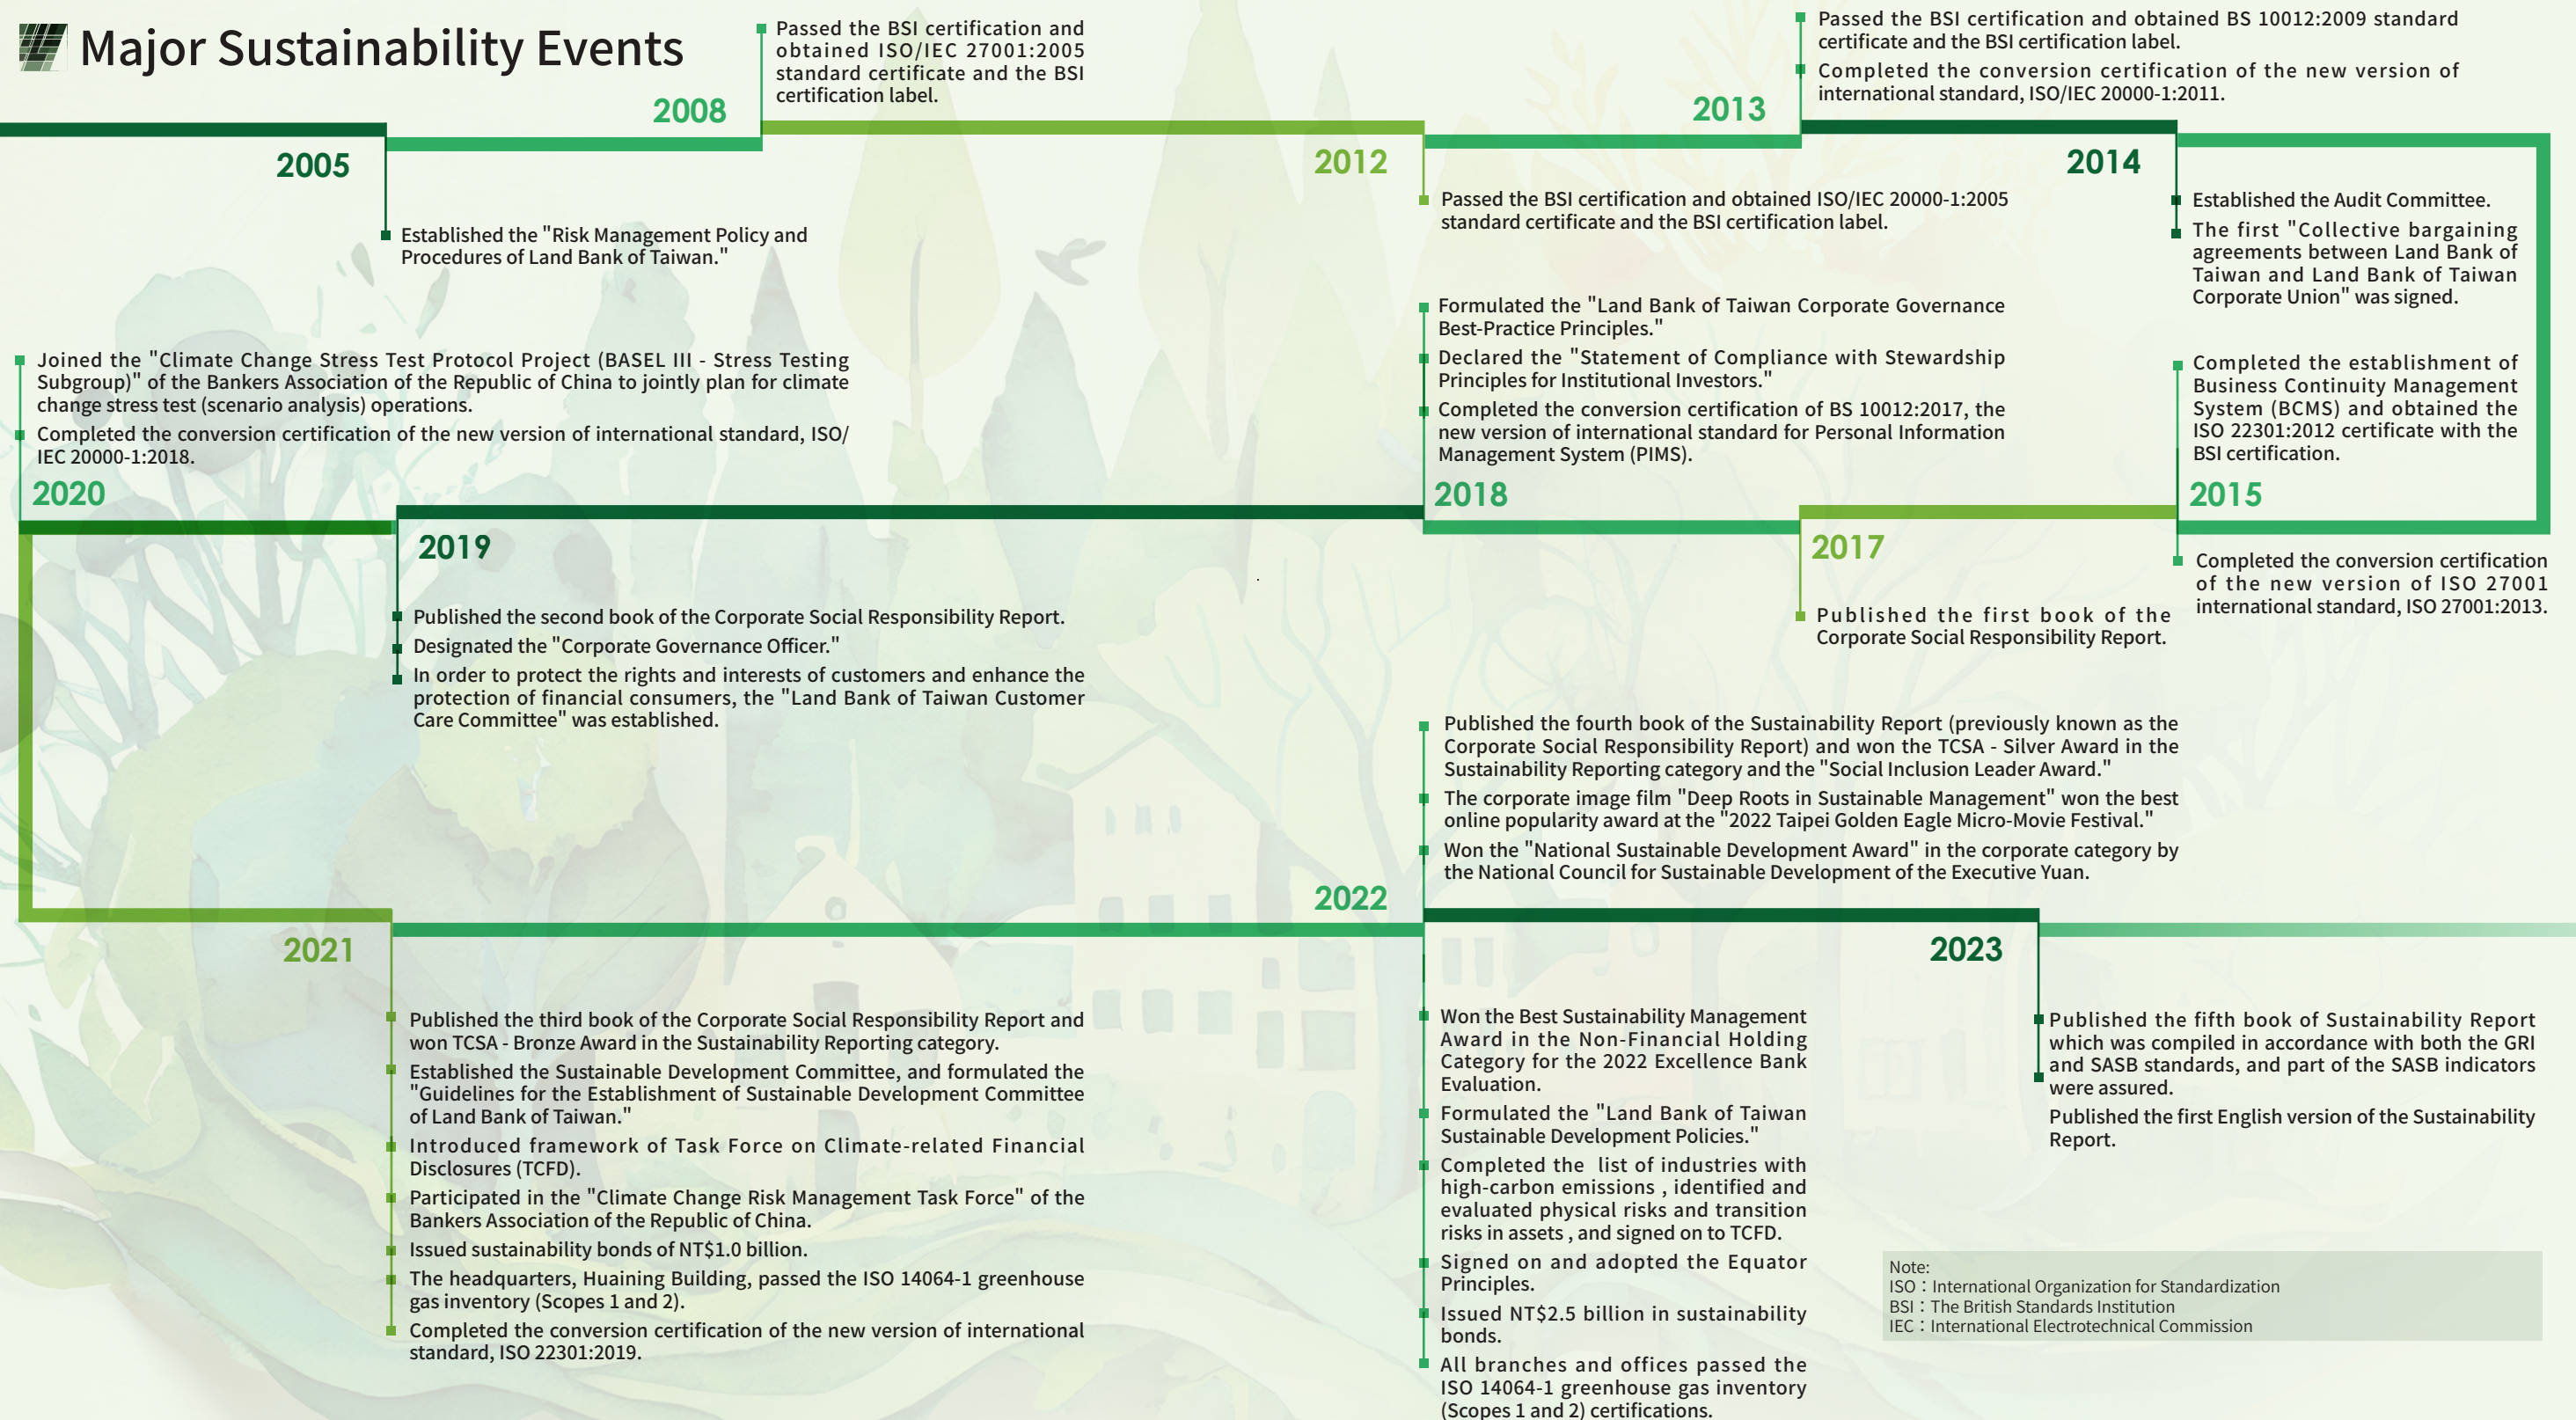 Major Sustainability Events
2005
Established the "Risk Management Policy and
Procedures of Land Bank of Taiwan."
2008
Passed the BSI certification and
obtained ISO/IEC 27001:2005
standard certificate and the BSI
certification label.
2012
Passed the BSI certification and obtained ISO/IEC 20000-1:2005
standard certificate and the BSI certification label.
2013
Passed the BSI certification and obtained BS 10012:2009 standard
certificate and the BSI certification label.
Completed the conversion certification of the new version of
international standard, ISO/IEC 20000-1:2011.
2014
Established the Audit Committee.
The first "Collective bargaining
agreements between Land Bank of
Taiwan and Land Bank of Taiwan
Corporate Union" was signed.
Completed the establishment of
Business Continuity Management
System (BCMS) and obtained the
ISO 22301:2012 certificate with the
BSI certification.
2015
Completed the conversion certification
of the new version of ISO 27001
international standard, ISO 27001:2013.
2017
Published the first book of the
Corporate Social Responsibility Report.
Formulated the "Land Bank of Taiwan Corporate Governance
Best-Practice Principles."
Declared the "Statement of Compliance with Stewardship
Principles for Institutional Investors."
Completed the conversion certification of BS 10012:2017, the
new version of international standard for Personal Information
Management System (PIMS).
2018
2019
Published the second book of the Corporate Social Responsibility Report.
Designated the "Corporate Governance Officer."
In order to protect the rights and interests of customers and enhance the
protection of financial consumers, the "Land Bank of Taiwan Customer
Care Committee" was established.
Joined the "Climate Change Stress Test Protocol Project (BASEL III - Stress Testing
Subgroup)" of the Bankers Association of the Republic of China to jointly plan for climate
change stress test (scenario analysis) operations.
Completed the conversion certification of the new version of international standard, ISO/
IEC 20000-1:2018.
2020
2021
Published the third book of the Corporate Social Responsibility Report and
won TCSA - Bronze Award in the Sustainability Reporting category.
Established the Sustainable Development Committee, and formulated the
"Guidelines for the Establishment of Sustainable Development Committee
of Land Bank of Taiwan."
Introduced framework of Task Force on Climate-related Financial
Disclosures (TCFD).
Participated in the "Climate Change Risk Management Task Force" of the
Bankers Association of the Republic of China.
Issued sustainability bonds of NT$1.0 billion.
The headquarters, Huaining Building, passed the ISO 14064-1 greenhouse
gas inventory (Scopes 1 and 2).
Completed the conversion certification of the new version of international
standard, ISO 22301:2019.
Published the fourth book of the Sustainability Report (previously known as the
Corporate Social Responsibility Report) and won the TCSA - Silver Award in the
Sustainability Reporting category and the "Social Inclusion Leader Award."
The corporate image film "Deep Roots in Sustainable Management" won the best
online popularity award at the "2022 Taipei Golden Eagle Micro-Movie Festival."
Won the "National Sustainable Development Award" in the corporate category by
the National Council for Sustainable Development of the Executive Yuan.
2022
Won the Best Sustainability Management
Award in the Non-Financial Holding
Category for the 2022 Excellence Bank
Evaluation.
Formulated the "Land Bank of Taiwan
Sustainable Development Policies."
Completed the list of industries with
high-carbon emissions , identified and
evaluated physical risks and transition
risks in assets , and signed on to TCFD.
Signed on and adopted the Equator
Principles.
Issued NT$2.5 billion in sustainability
bonds.
All branches and offices passed the
ISO 14064-1 greenhouse gas inventory
(Scopes 1 and 2) certifications.
2023
Published the fifth book of Sustainability Report
which was compiled in accordance with both the GRI
and SASB standards, and part of the SASB indicators
were assured.
Published the first English version of the Sustainability
Report.
Note:
ISO：International Organization for Standardization
BSI：The British Standards Institution
IEC：International Electrotechnical Commission